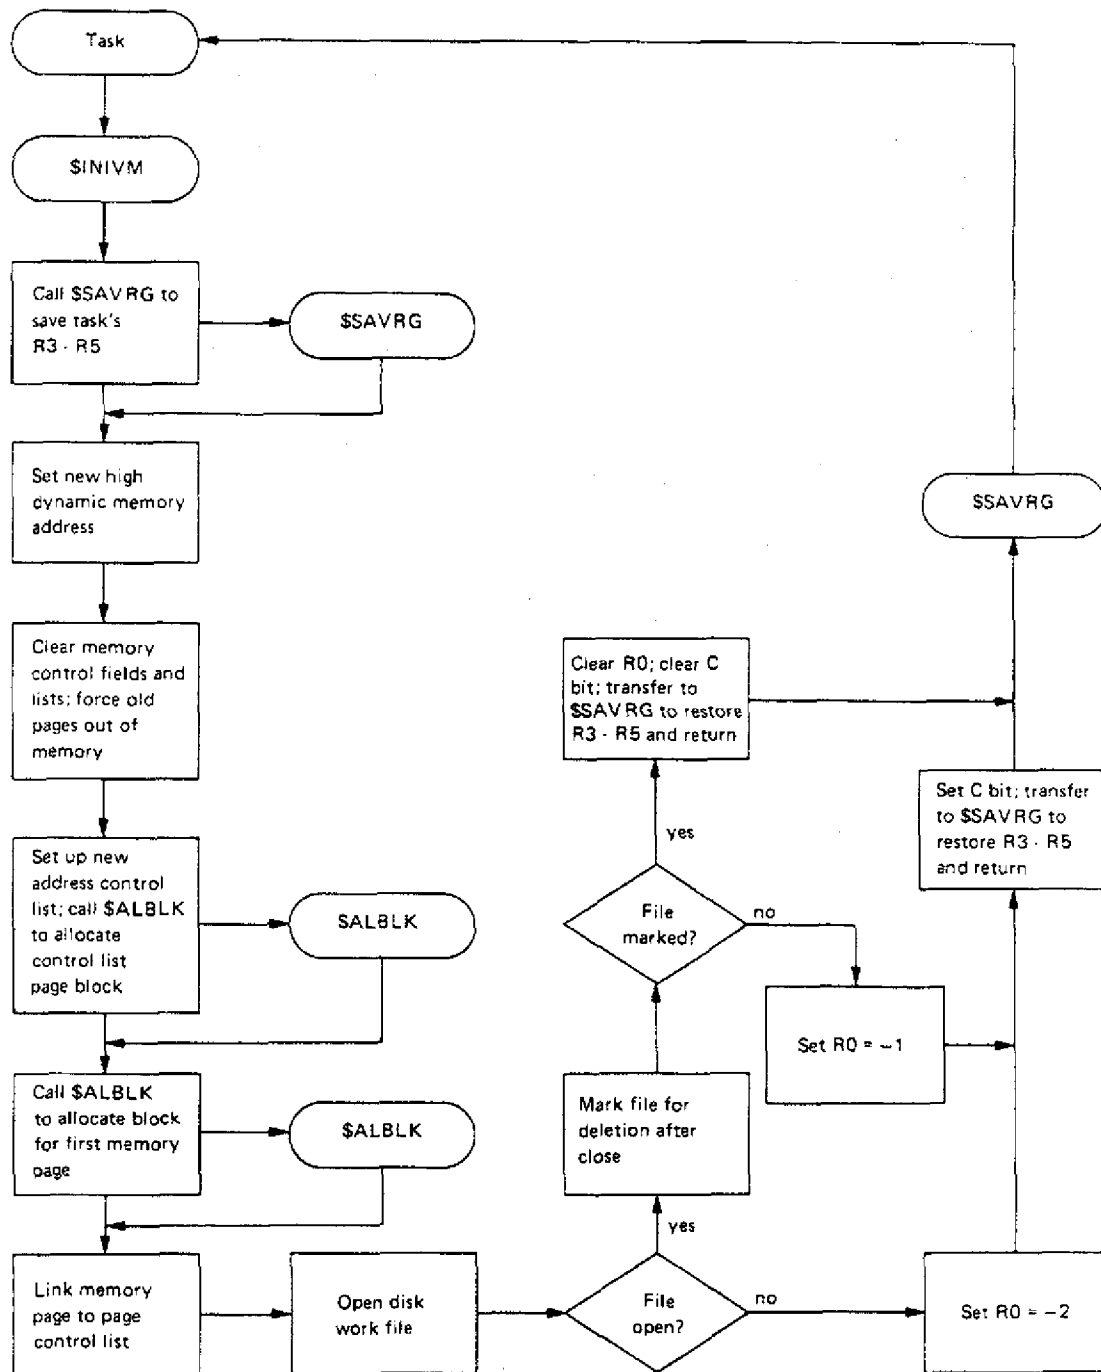 Task
$INIVM
Call $SAVRG to
save task's
R3 - R5
$SAVRG
Set new high
dynamic memory
address
$SAVRG
Clear memory
control fields and
lists; force old
pages out of
memory
Clear R0; clear C
bit; transfer to
$SAVRG to restore
R3 - R5 and return
Set C bit; transfer
to $SAVRG to
restore R3 - R5
and return
yes
Set up new
address control
list; call $ALBLK
to allocate
control list
page block
$ALBLK
File
marked?
no
Set R0 = -1
Call $ALBLK
to allocate block
for first memory
page
$ALBLK
Mark file for
deletion after
close
yes
Link memory
page to page
control list
Open disk
work file
File
open?
no
Set R0 = -2